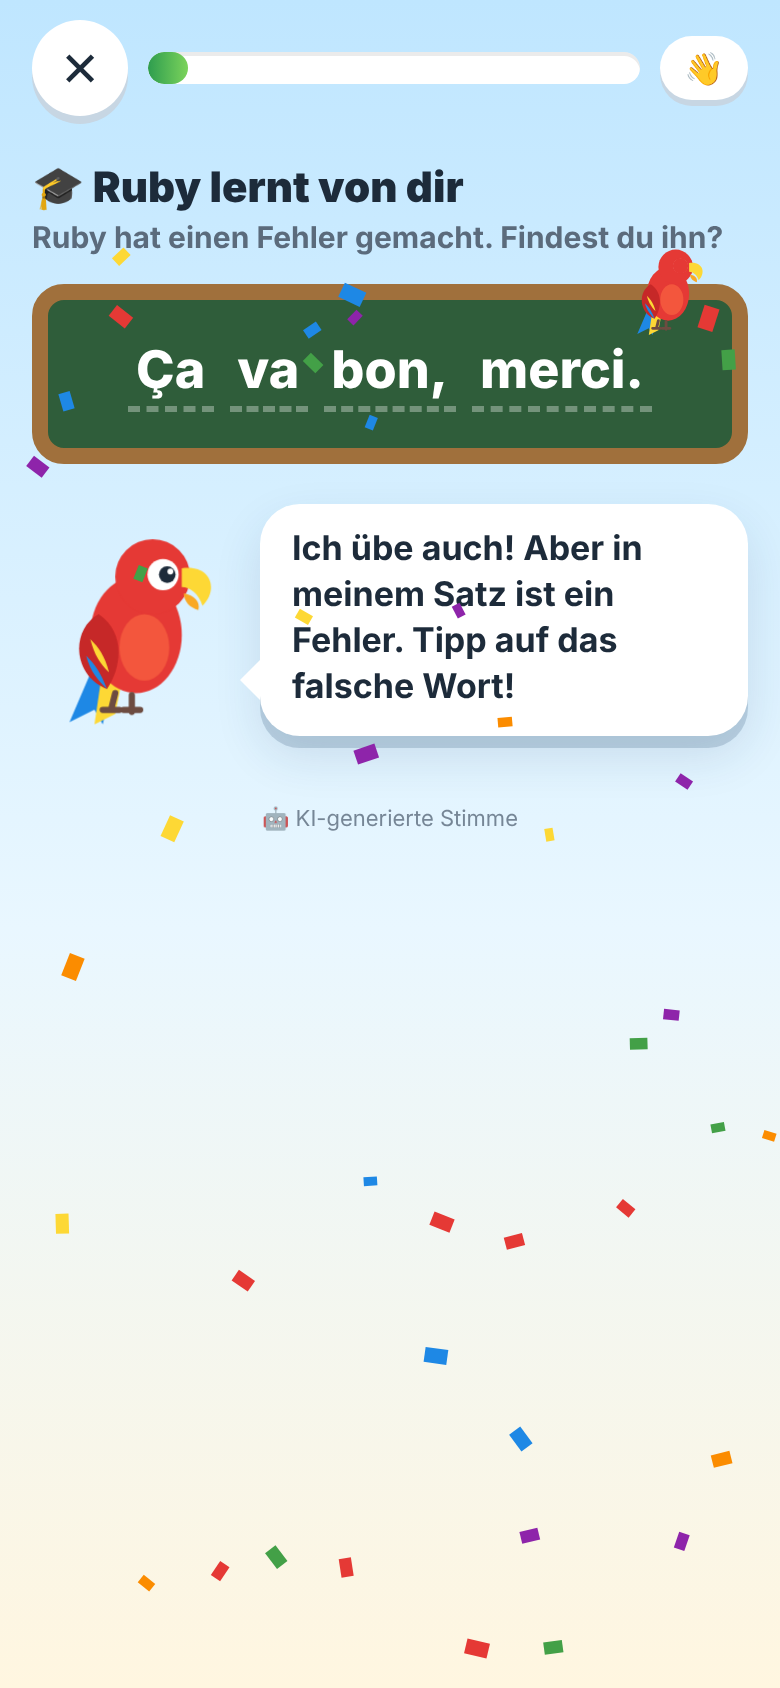 Ruby lernt von dir
Ruby hat einen Fehler gemacht. Findest du ihn?
Ça va bon, merci.
Ich übe auch! Aber in
meinem Satz ist ein
Fehler. Tipp auf das
falsche Wort!
KI-generierte Stimme